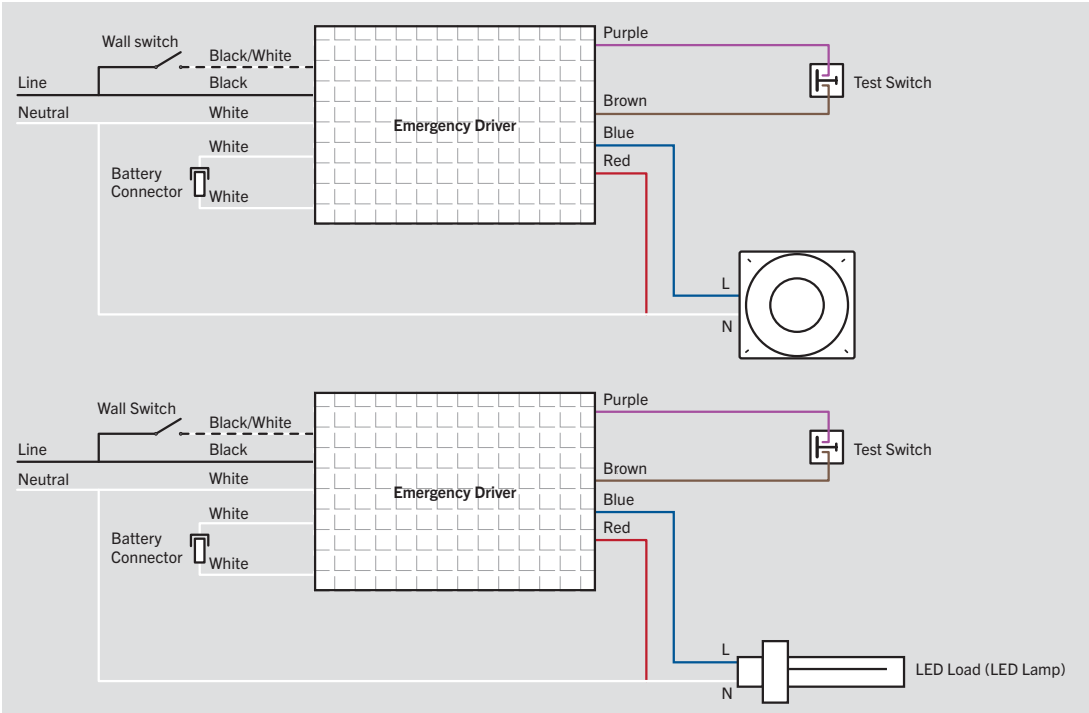 Wall switch
Black/White
Purple
Line
Black
Test Switch
Neutral
White
Brown
Emergency Driver
Blue
White
Red
Battery
Connector
White
L
N
Wall Switch
Black/White
Purple
Line
Black
Test Switch
Neutral
White
Brown
Emergency Driver
Blue
White
Red
Battery
Connector
White
L
LED Load (LED Lamp)
N